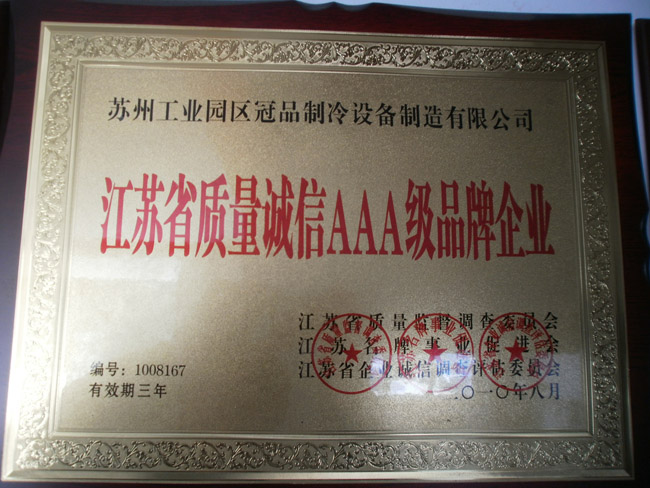 苏州工业园区冠品制冷设备制造有限公司
江苏省质量诚信AAA级品牌企业
江苏省质量监督调查委员会
江苏名牌事业促进会
江苏省企业诚信调查评估委员会
编号：1008167
有效期三年
二〇一〇年八月